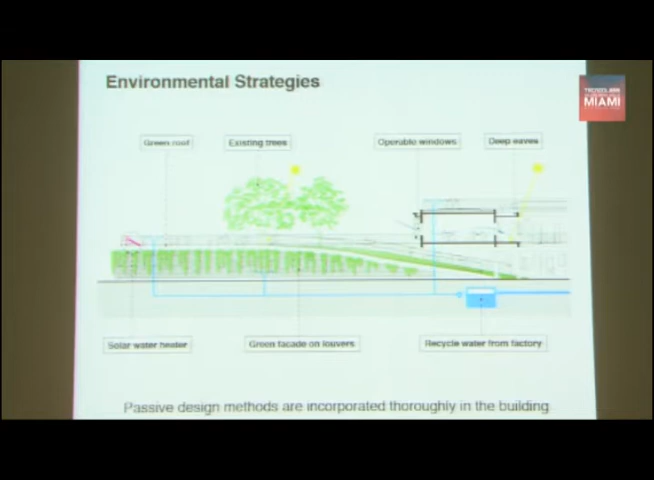 Environmental Strategies
MIAMI
Green roof
Existing trees
Operable windows
Deep eaves
Solar water heater
Green facade on louvers
Recycle water from factory
Passive design methods are incorporated thoroughly in the building